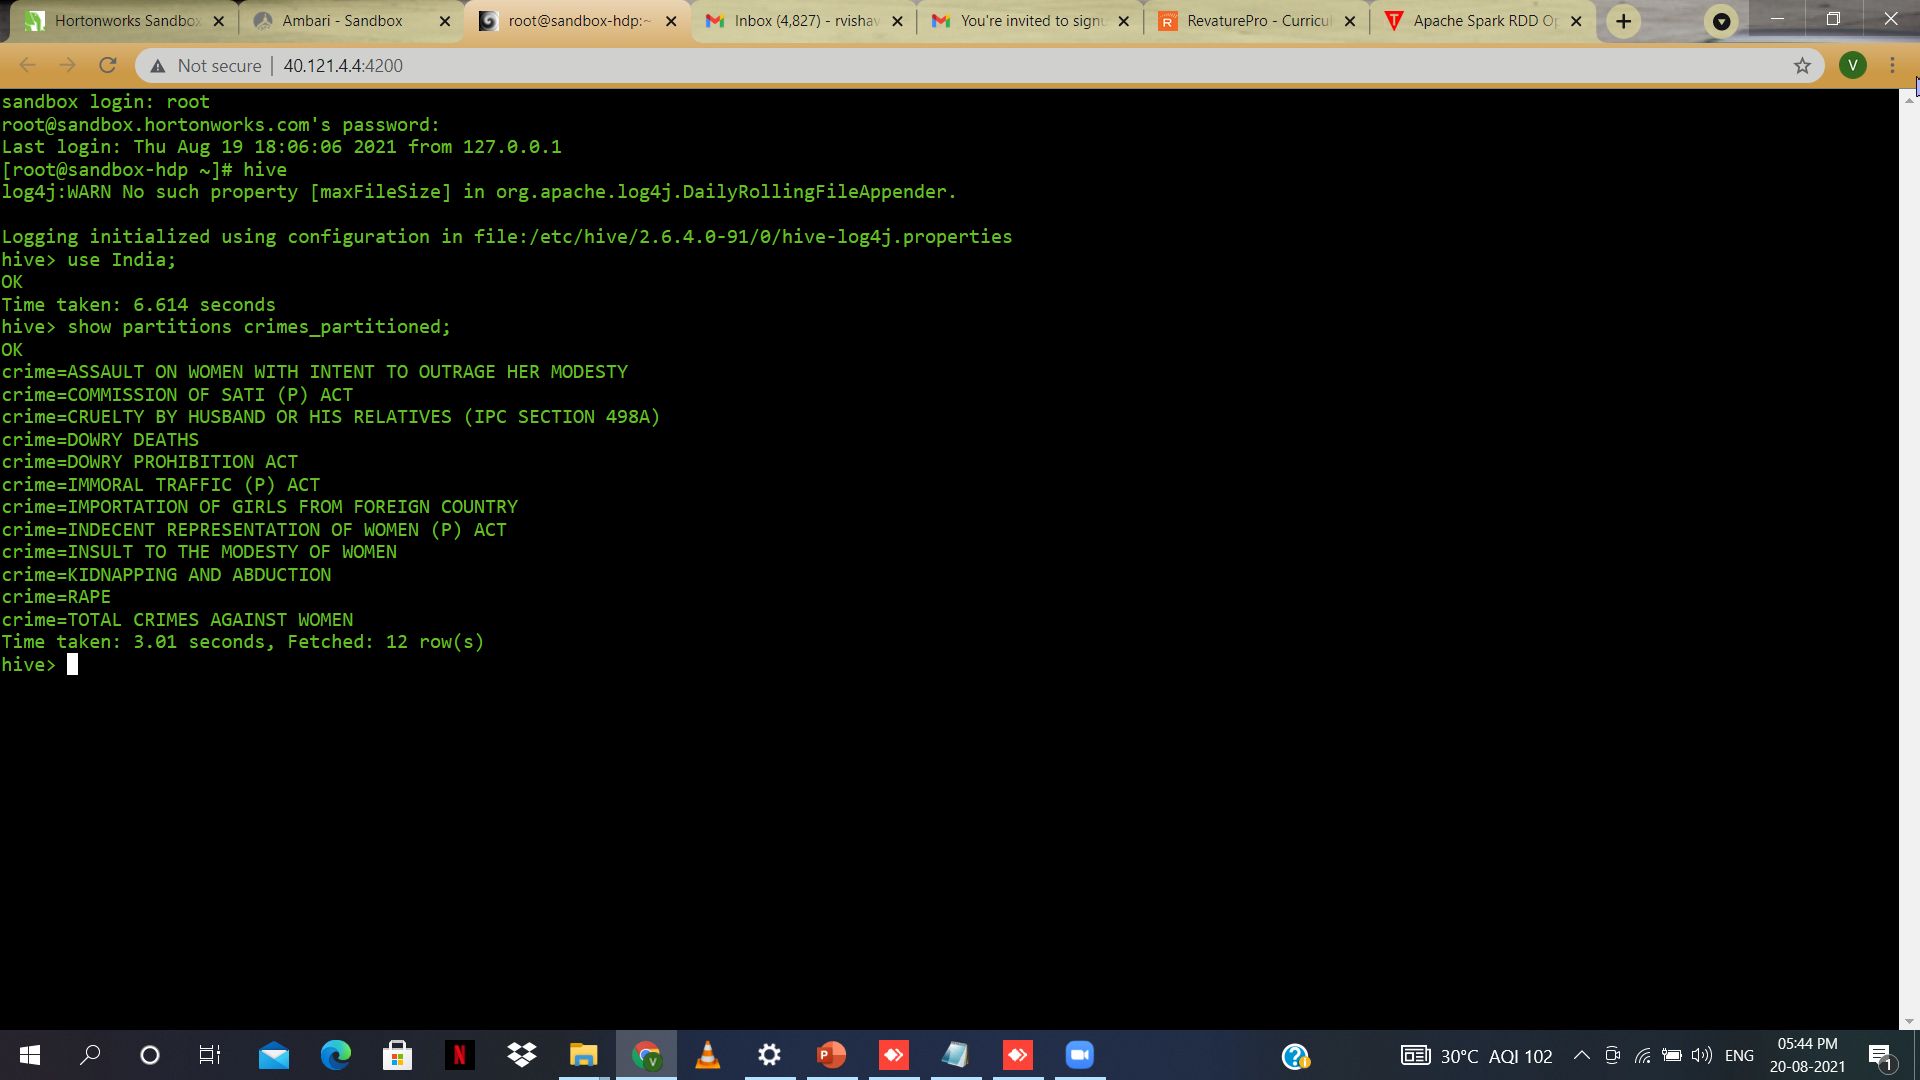 Hortonworks Sandbox
Ambari - Sandbox
root@sandbox-hdp:~
Inbox (4,827) - rvishav
You're invited to signu
RevaturePro - Curricul
Apache Spark RDD Op
Not secure
40.121.4.4:4200
V
sandbox login: root
root@sandbox.hortonworks.com's password:
Last login: Thu Aug 19 18:06:06 2021 from 127.0.0.1
[root@sandbox-hdp ~]# hive
log4j:WARN No such property [maxFileSize] in org.apache.log4j.DailyRollingFileAppender.
Logging initialized using configuration in file:/etc/hive/2.6.4.0-91/0/hive-log4j.properties
hive> use India;
OK
Time taken: 6.614 seconds
hive> show partitions crimes_partitioned;
OK
crime=ASSAULT ON WOMEN WITH INTENT TO OUTRAGE HER MODESTY
crime=COMMISSION OF SATI (P) ACT
crime=CRUELTY BY HUSBAND OR HIS RELATIVES (IPC SECTION 498A)
crime=DOWRY DEATHS
crime=DOWRY PROHIBITION ACT
crime=IMMORAL TRAFFIC (P) ACT
crime=IMPORTATION OF GIRLS FROM FOREIGN COUNTRY
crime=INDECENT REPRESENTATION OF WOMEN (P) ACT
crime=INSULT TO THE MODESTY OF WOMEN
crime=KIDNAPPING AND ABDUCTION
crime=RAPE
crime=TOTAL CRIMES AGAINST WOMEN
Time taken: 3.01 seconds, Fetched: 12 row(s)
hive>
30°C AQI 102
ENG
05:44 PM
20-08-2021
1